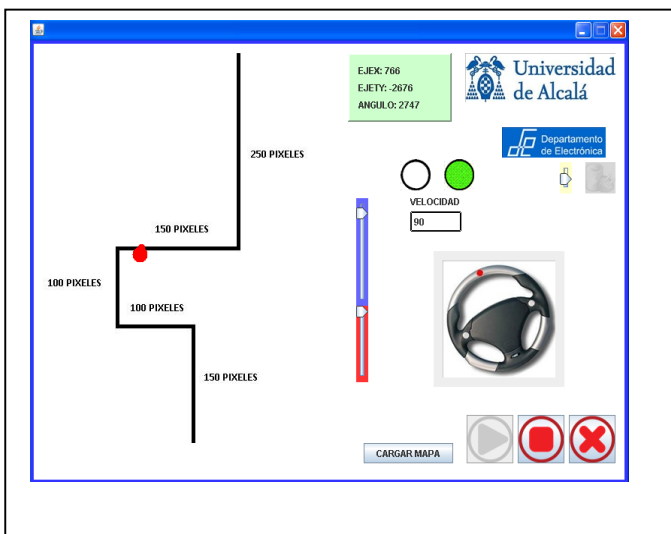 EJEX: 766
EJETY: -2676
ANGULO: 2747
Universidad
de Alcalá
Departamento
de Electrónica
250 PIXELES
VELOCIDAD
90
150 PIXELES
100 PIXELES
100 PIXELES
150 PIXELES
CARGAR MAPA